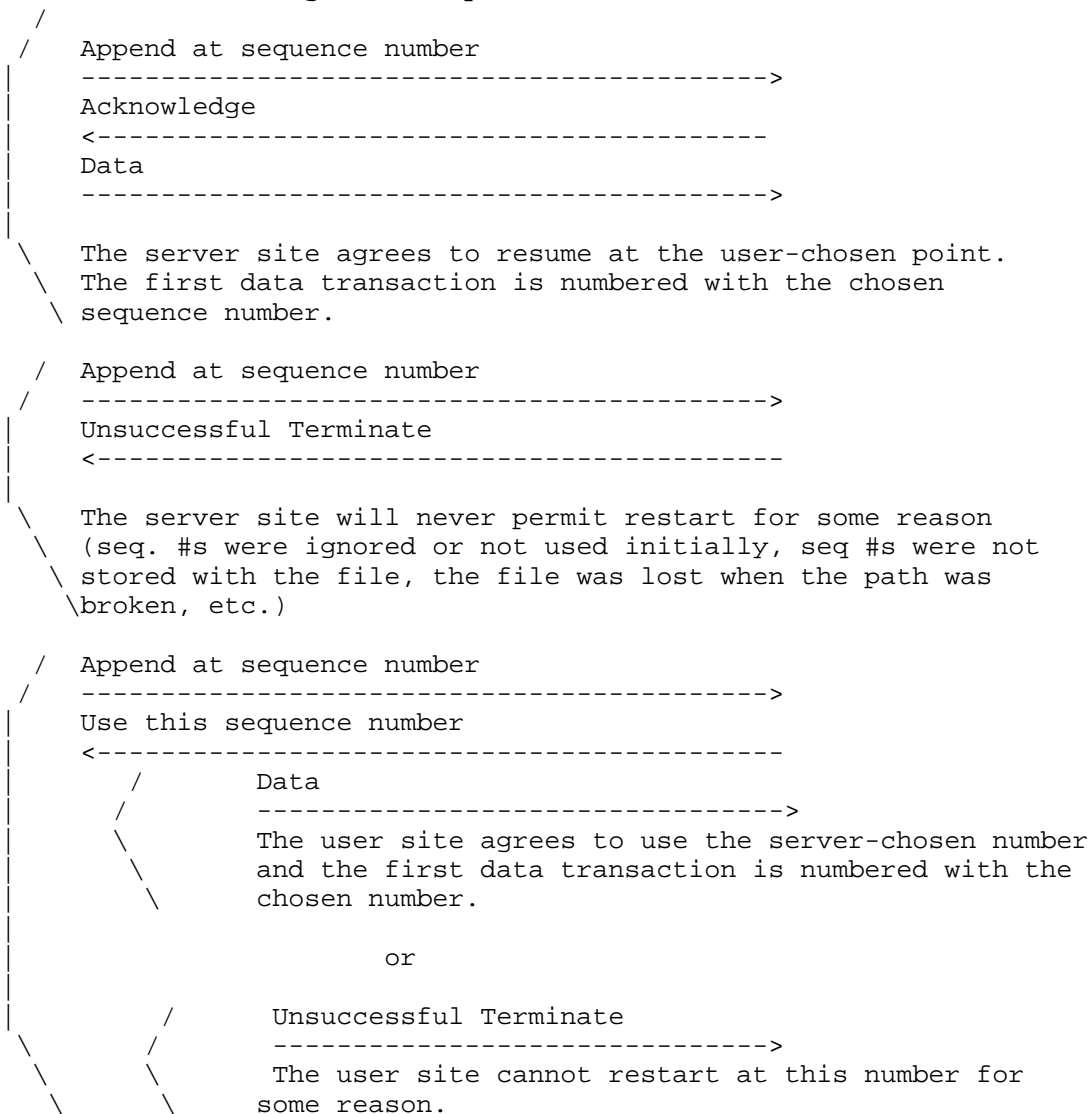 /
/ Append at sequence number
| ------------------------------------------->
| Acknowledge
| <------------------------------------------
| Data
| ------------------------------------------->
|
\ The server site agrees to resume at the user-chosen point.
\ The first data transaction is numbered with the chosen
\ sequence number.
/ Append at sequence number
/ ------------------------------------------->
| Unsuccessful Terminate
| <-------------------------------------------
|
\ The server site will never permit restart for some reason
\ (seq. #s were ignored or not used initially, seq #s were not
\ stored with the file, the file was lost when the path was
\broken, etc.)
/ Append at sequence number
/ ------------------------------------------->
| Use this sequence number
| <-------------------------------------------
| / Data
| / --------------------------------->
| \ The user site agrees to use the server-chosen number
| \ and the first data transaction is numbered with the
| \ chosen number.
|
| or
|
| / Unsuccessful Terminate
\ / ------------------------------->
\ \ The user site cannot restart at this number for
\ \ some reason.